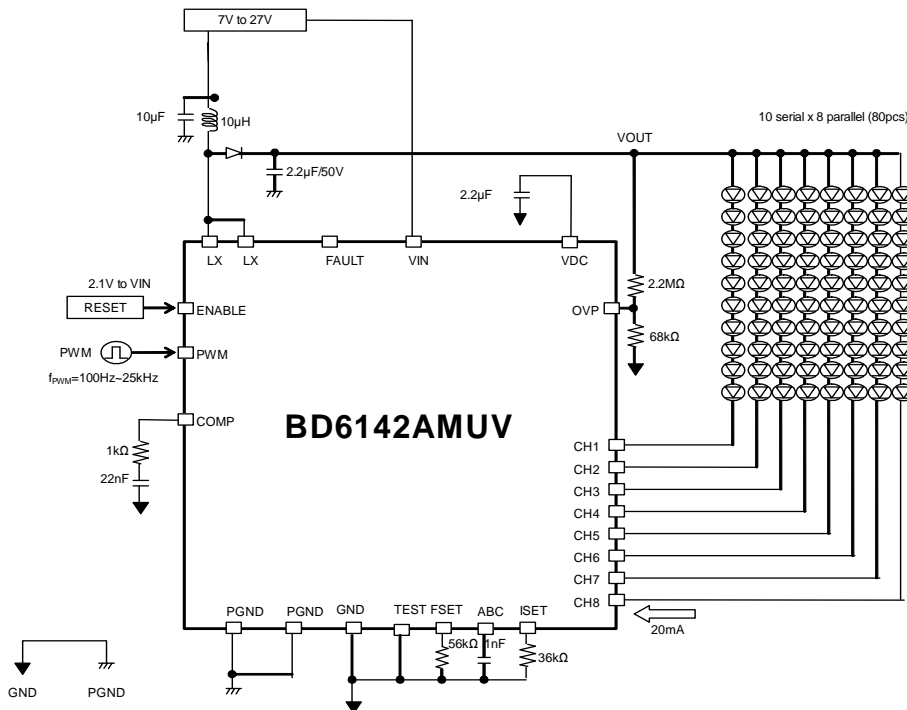 7V to 27V
10µF
10µH
10 serial x 8 parallel (80pcs)
VOUT
2.2µF/50V
2.2µF
LX
LX
FAULT
VIN
VDC
2.1V to VIN
RESET
ENABLE
2.2MΩ
OVP
68kΩ
PWM
PWM
fPWM=100Hz~25kHz
COMP
BD6142AMUV
1kΩ
22nF
CH1
CH2
CH3
CH4
CH5
CH6
CH7
CH8
20mA
PGND
PGND
GND
TEST
FSET
ABC
ISET
56kΩ
1nF
36kΩ
GND
PGND